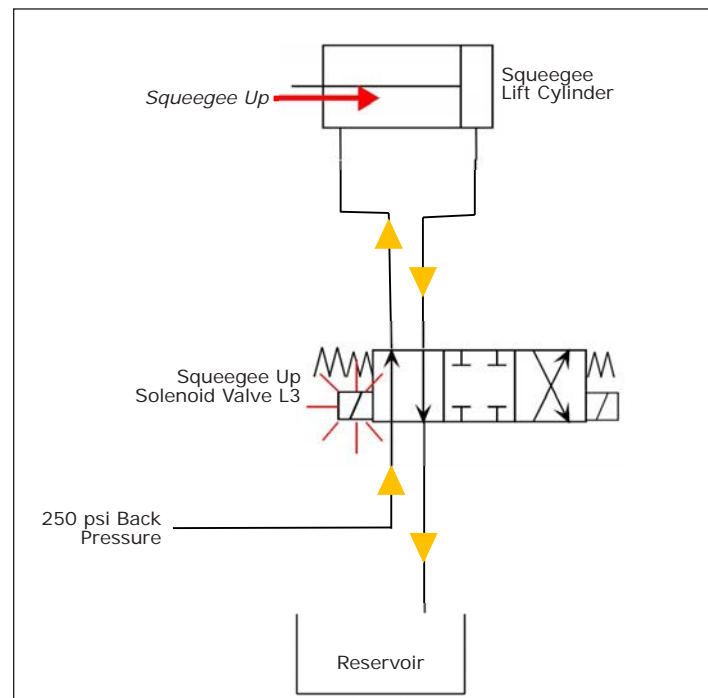 Squeegee
Lift Cylinder
Squeegee Up
Squeegee Up
Solenoid Valve L3
250 psi Back
Pressure
Reservoir